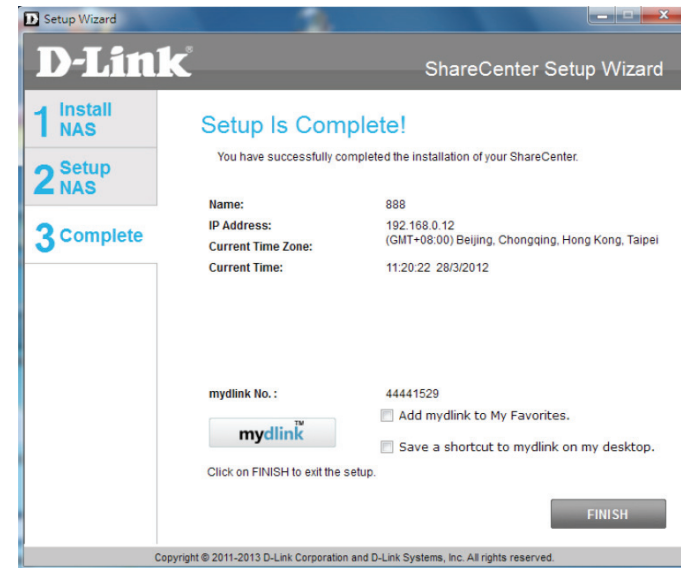 Setup Wizard
D-Link®
ShareCenter Setup Wizard
1 Install NAS
2 Setup NAS
3 Complete
Setup Is Complete!
You have successfully completed the installation of your ShareCenter.
Name: 888
IP Address: 192.168.0.12
Current Time Zone: (GMT+08:00) Beijing, Chongqing, Hong Kong, Taipei
Current Time: 11:20:22 28/3/2012
mydlink No. : 44441529
mydlink™
Add mydlink to My Favorites.
Save a shortcut to mydlink on my desktop.
Click on FINISH to exit the setup.
FINISH
Copyright © 2011-2013 D-Link Corporation and D-Link Systems, Inc. All rights reserved.